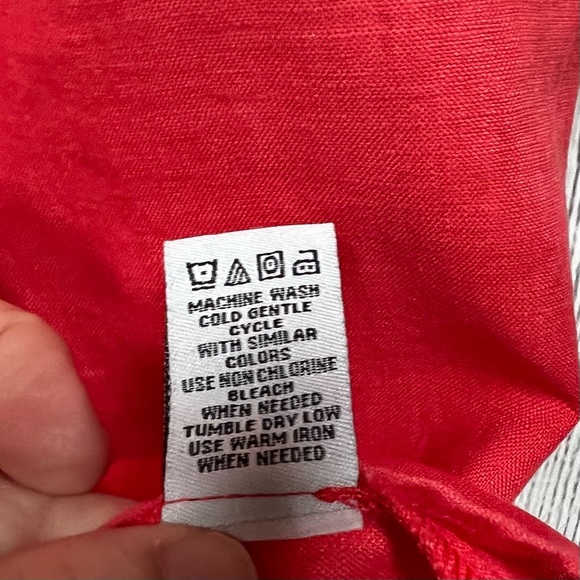 MACHINE WASH
COLD GENTLE
CYCLE
WITH SIMILAR
COLORS
USE NON CHLORINE
BLEACH
WHEN NEEDED
TUMBLE DRY LOW
USE WARM IRON
WHEN NEEDED